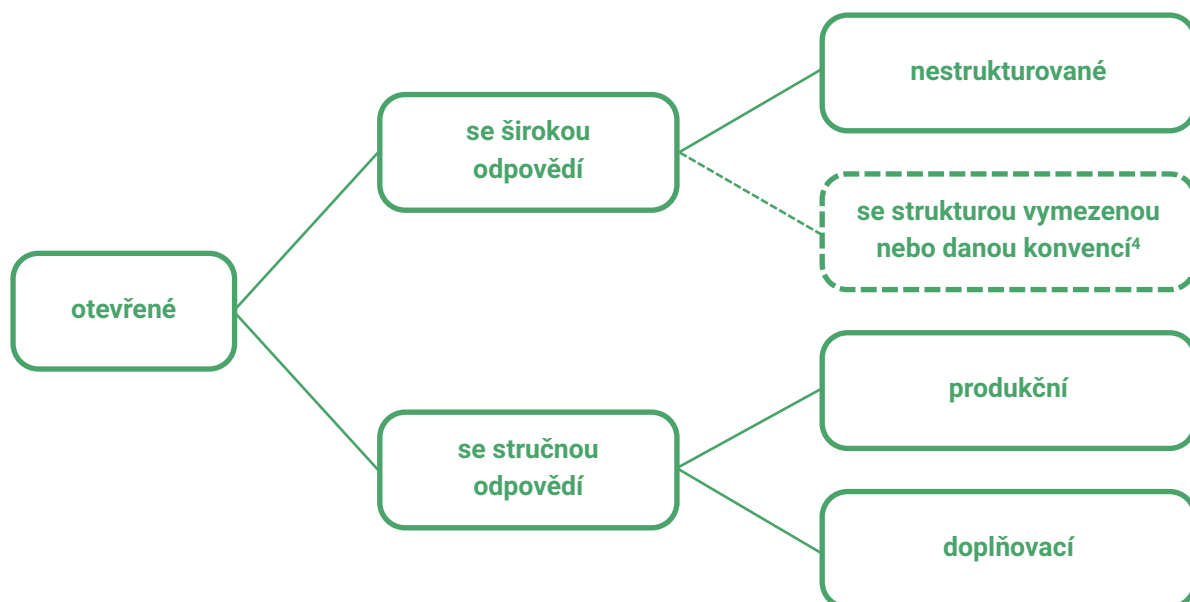 nestrukturované
se širokou
odpovědí
se strukturou vymezenou
nebo danou konvencí⁴
otevřené
produkční
se stručnou
odpovědí
doplňovací